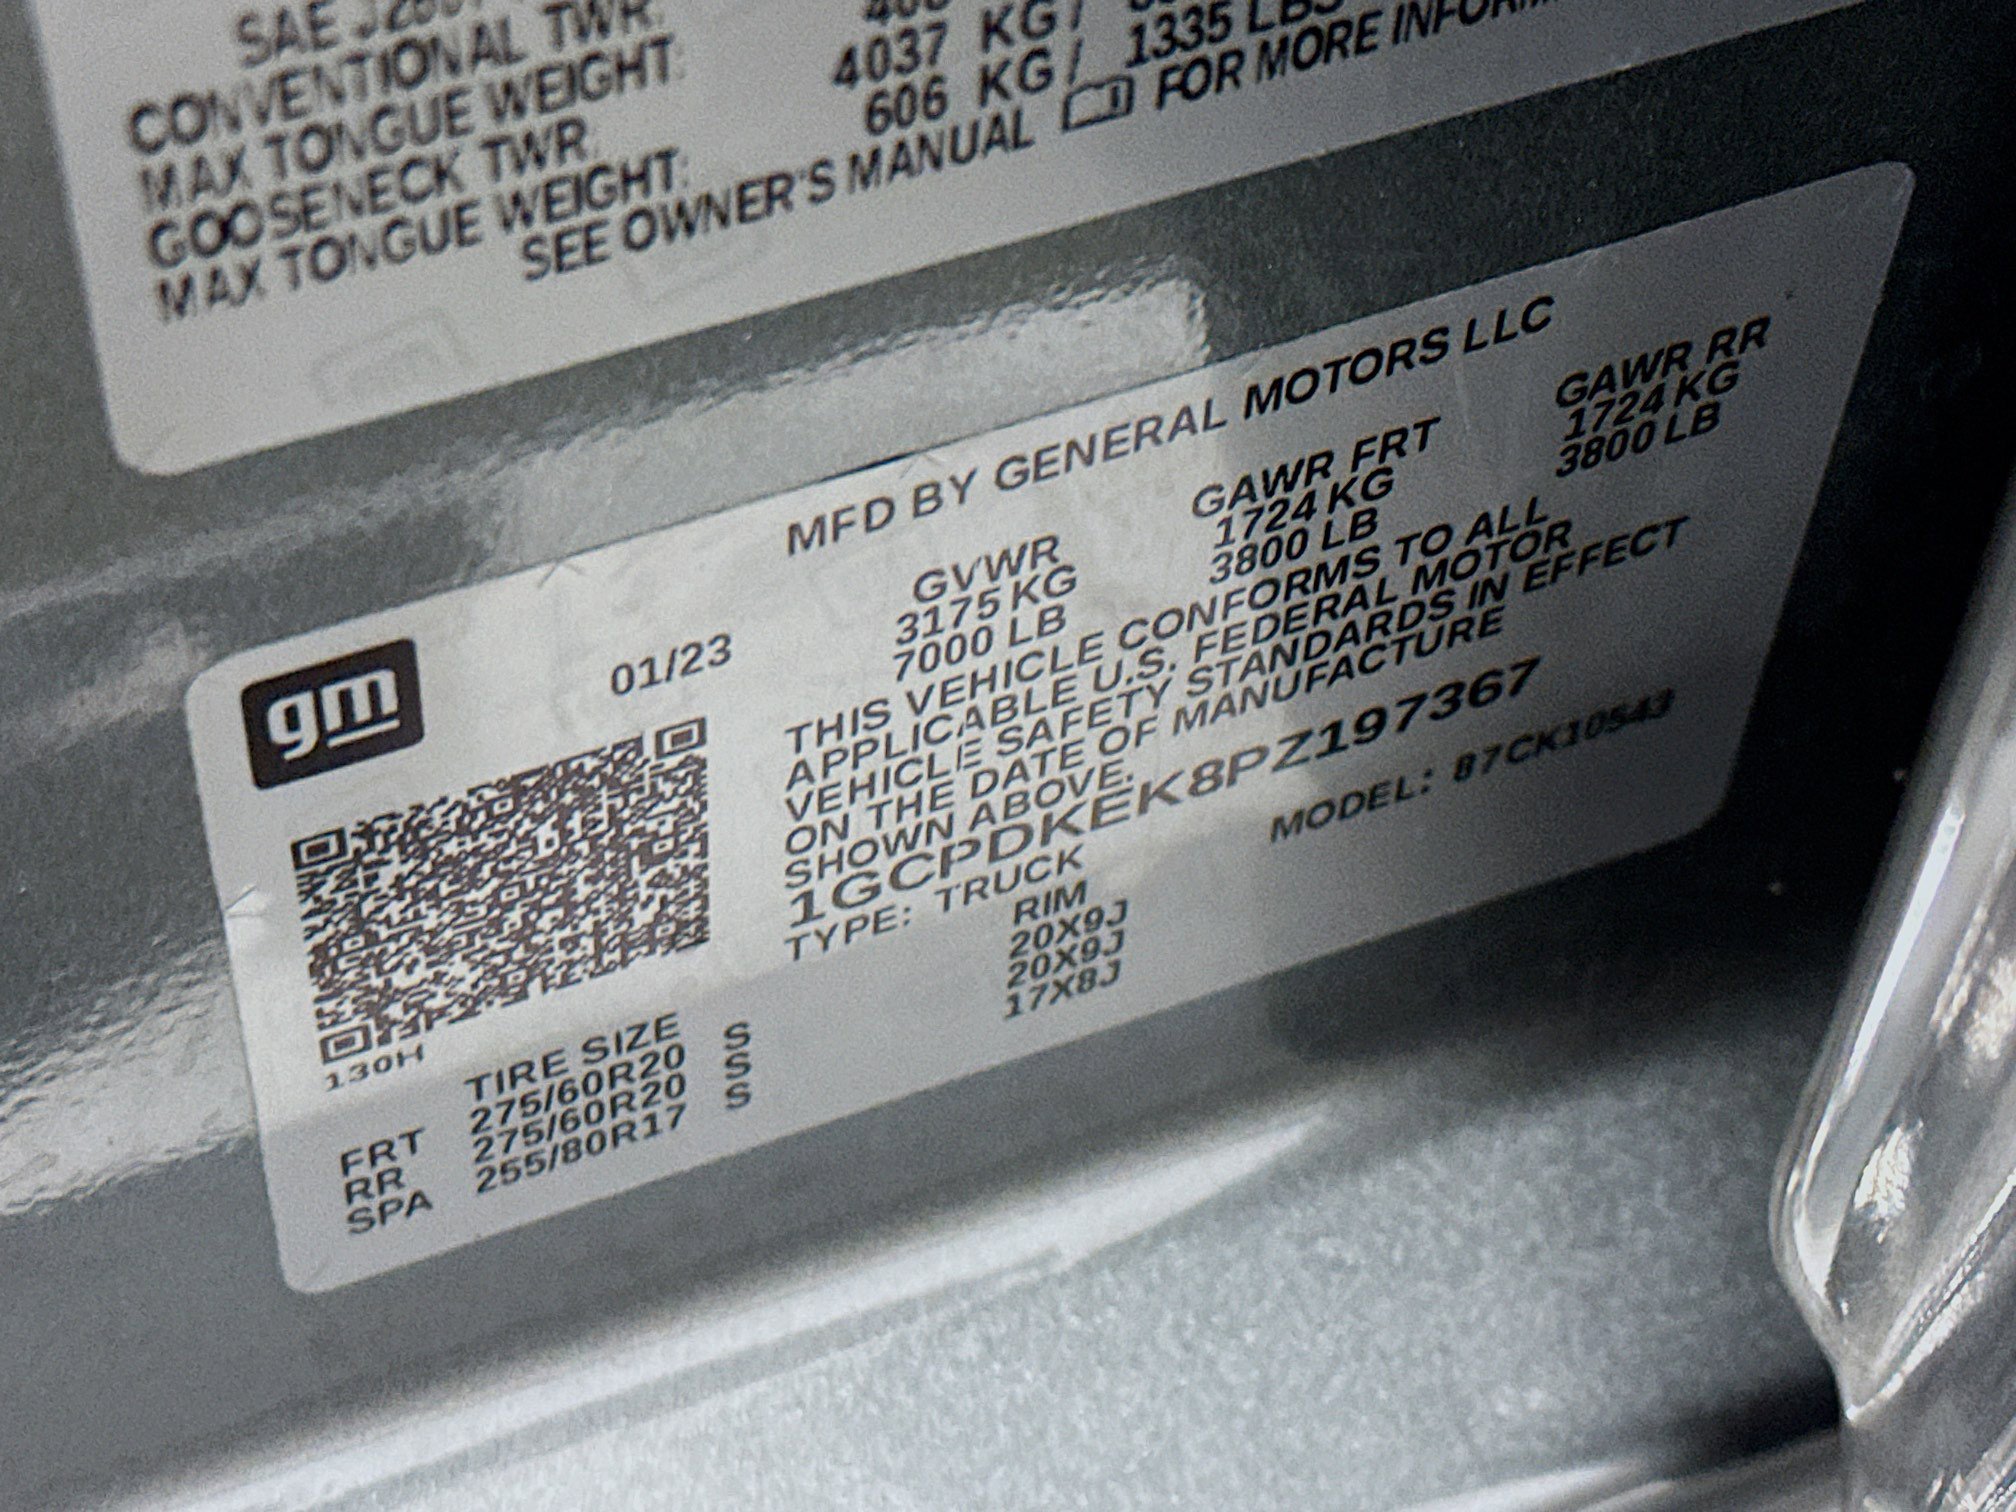 SAE
CONVENTIONAL TWR:
MAX TONGUE WEIGHT:
GOOSENECK TWR: 4037 KG/
MAX TONGUE WEIGHT: 606 KG/ 1335 LBS
SEE OWNER'S MANUAL FOR MORE
gm
MFD BY GENERAL MOTORS LLC
01/23
GVWR GAWR FRT GAWR RR
3175 KG 1724 KG 1724 KG
7000 LB 3800 LB 3800 LB
THIS VEHICLE CONFORMS TO ALL
APPLICABLE U.S. FEDERAL MOTOR
VEHICLE SAFETY STANDARDS IN EFFECT
ON THE DATE OF MANUFACTURE
SHOWN ABOVE.
1GCPDKEK8PZ197367
TYPE: TRUCK MODEL: 87CK10543
130H
TIRE SIZE RIM
FRT 275/60R20 S 20X9J
RR 275/60R20 S 20X9J
SPA 255/80R17 S 17X8J